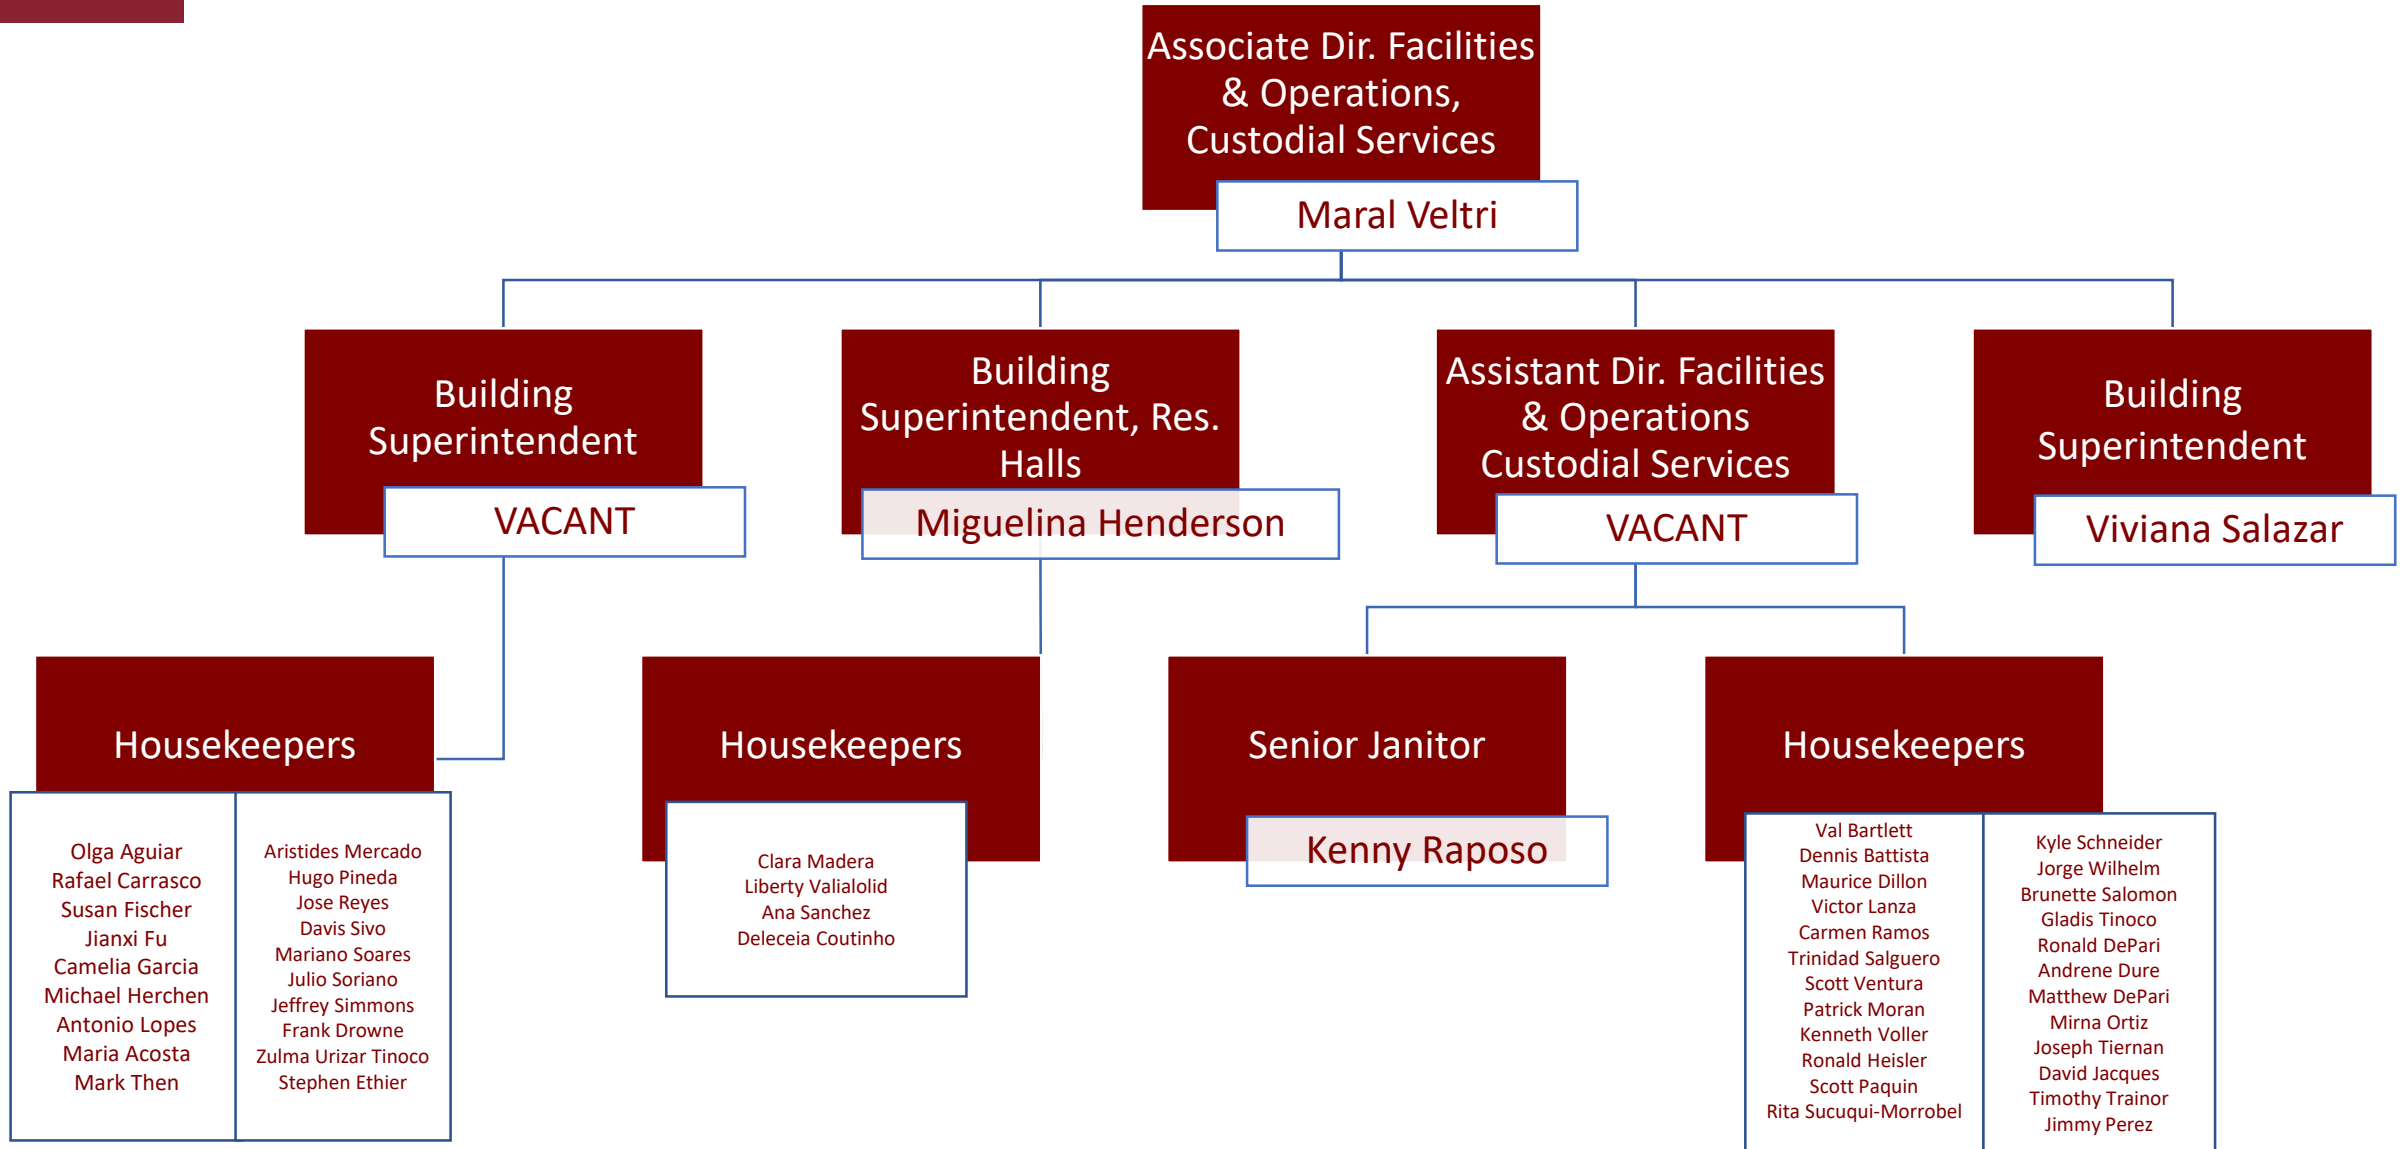 Associate Dir. Facilities
& Operations,
Custodial Services
Maral Veltri
Building
Superintendent
VACANT
Building
Superintendent, Res.
Halls
Miguelina Henderson
Assistant Dir. Facilities
& Operations
Custodial Services
VACANT
Building
Superintendent
Viviana Salazar
Housekeepers
Olga Aguiar
Rafael Carrasco
Susan Fischer
Jianxi Fu
Camelia Garcia
Michael Herchen
Antonio Lopes
Maria Acosta
Mark Then
Aristides Mercado
Hugo Pineda
Jose Reyes
Davis Sivo
Mariano Soares
Julio Soriano
Jeffrey Simmons
Frank Drowne
Zulma Urizar Tinoco
Stephen Ethier
Housekeepers
Clara Madera
Liberty Valialolid
Ana Sanchez
Deleceia Coutinho
Senior Janitor
Kenny Raposo
Housekeepers
Val Bartlett
Dennis Battista
Maurice Dillon
Victor Lanza
Carmen Ramos
Trinidad Salguero
Scott Ventura
Patrick Moran
Kenneth Voller
Ronald Heisler
Scott Paquin
Rita Sucuqui-Morrobel
Kyle Schneider
Jorge Wilhelm
Brunette Salomon
Gladis Tinoco
Ronald DePari
Andrene Dure
Matthew DePari
Mirna Ortiz
Joseph Tiernan
David Jacques
Timothy Trainor
Jimmy Perez